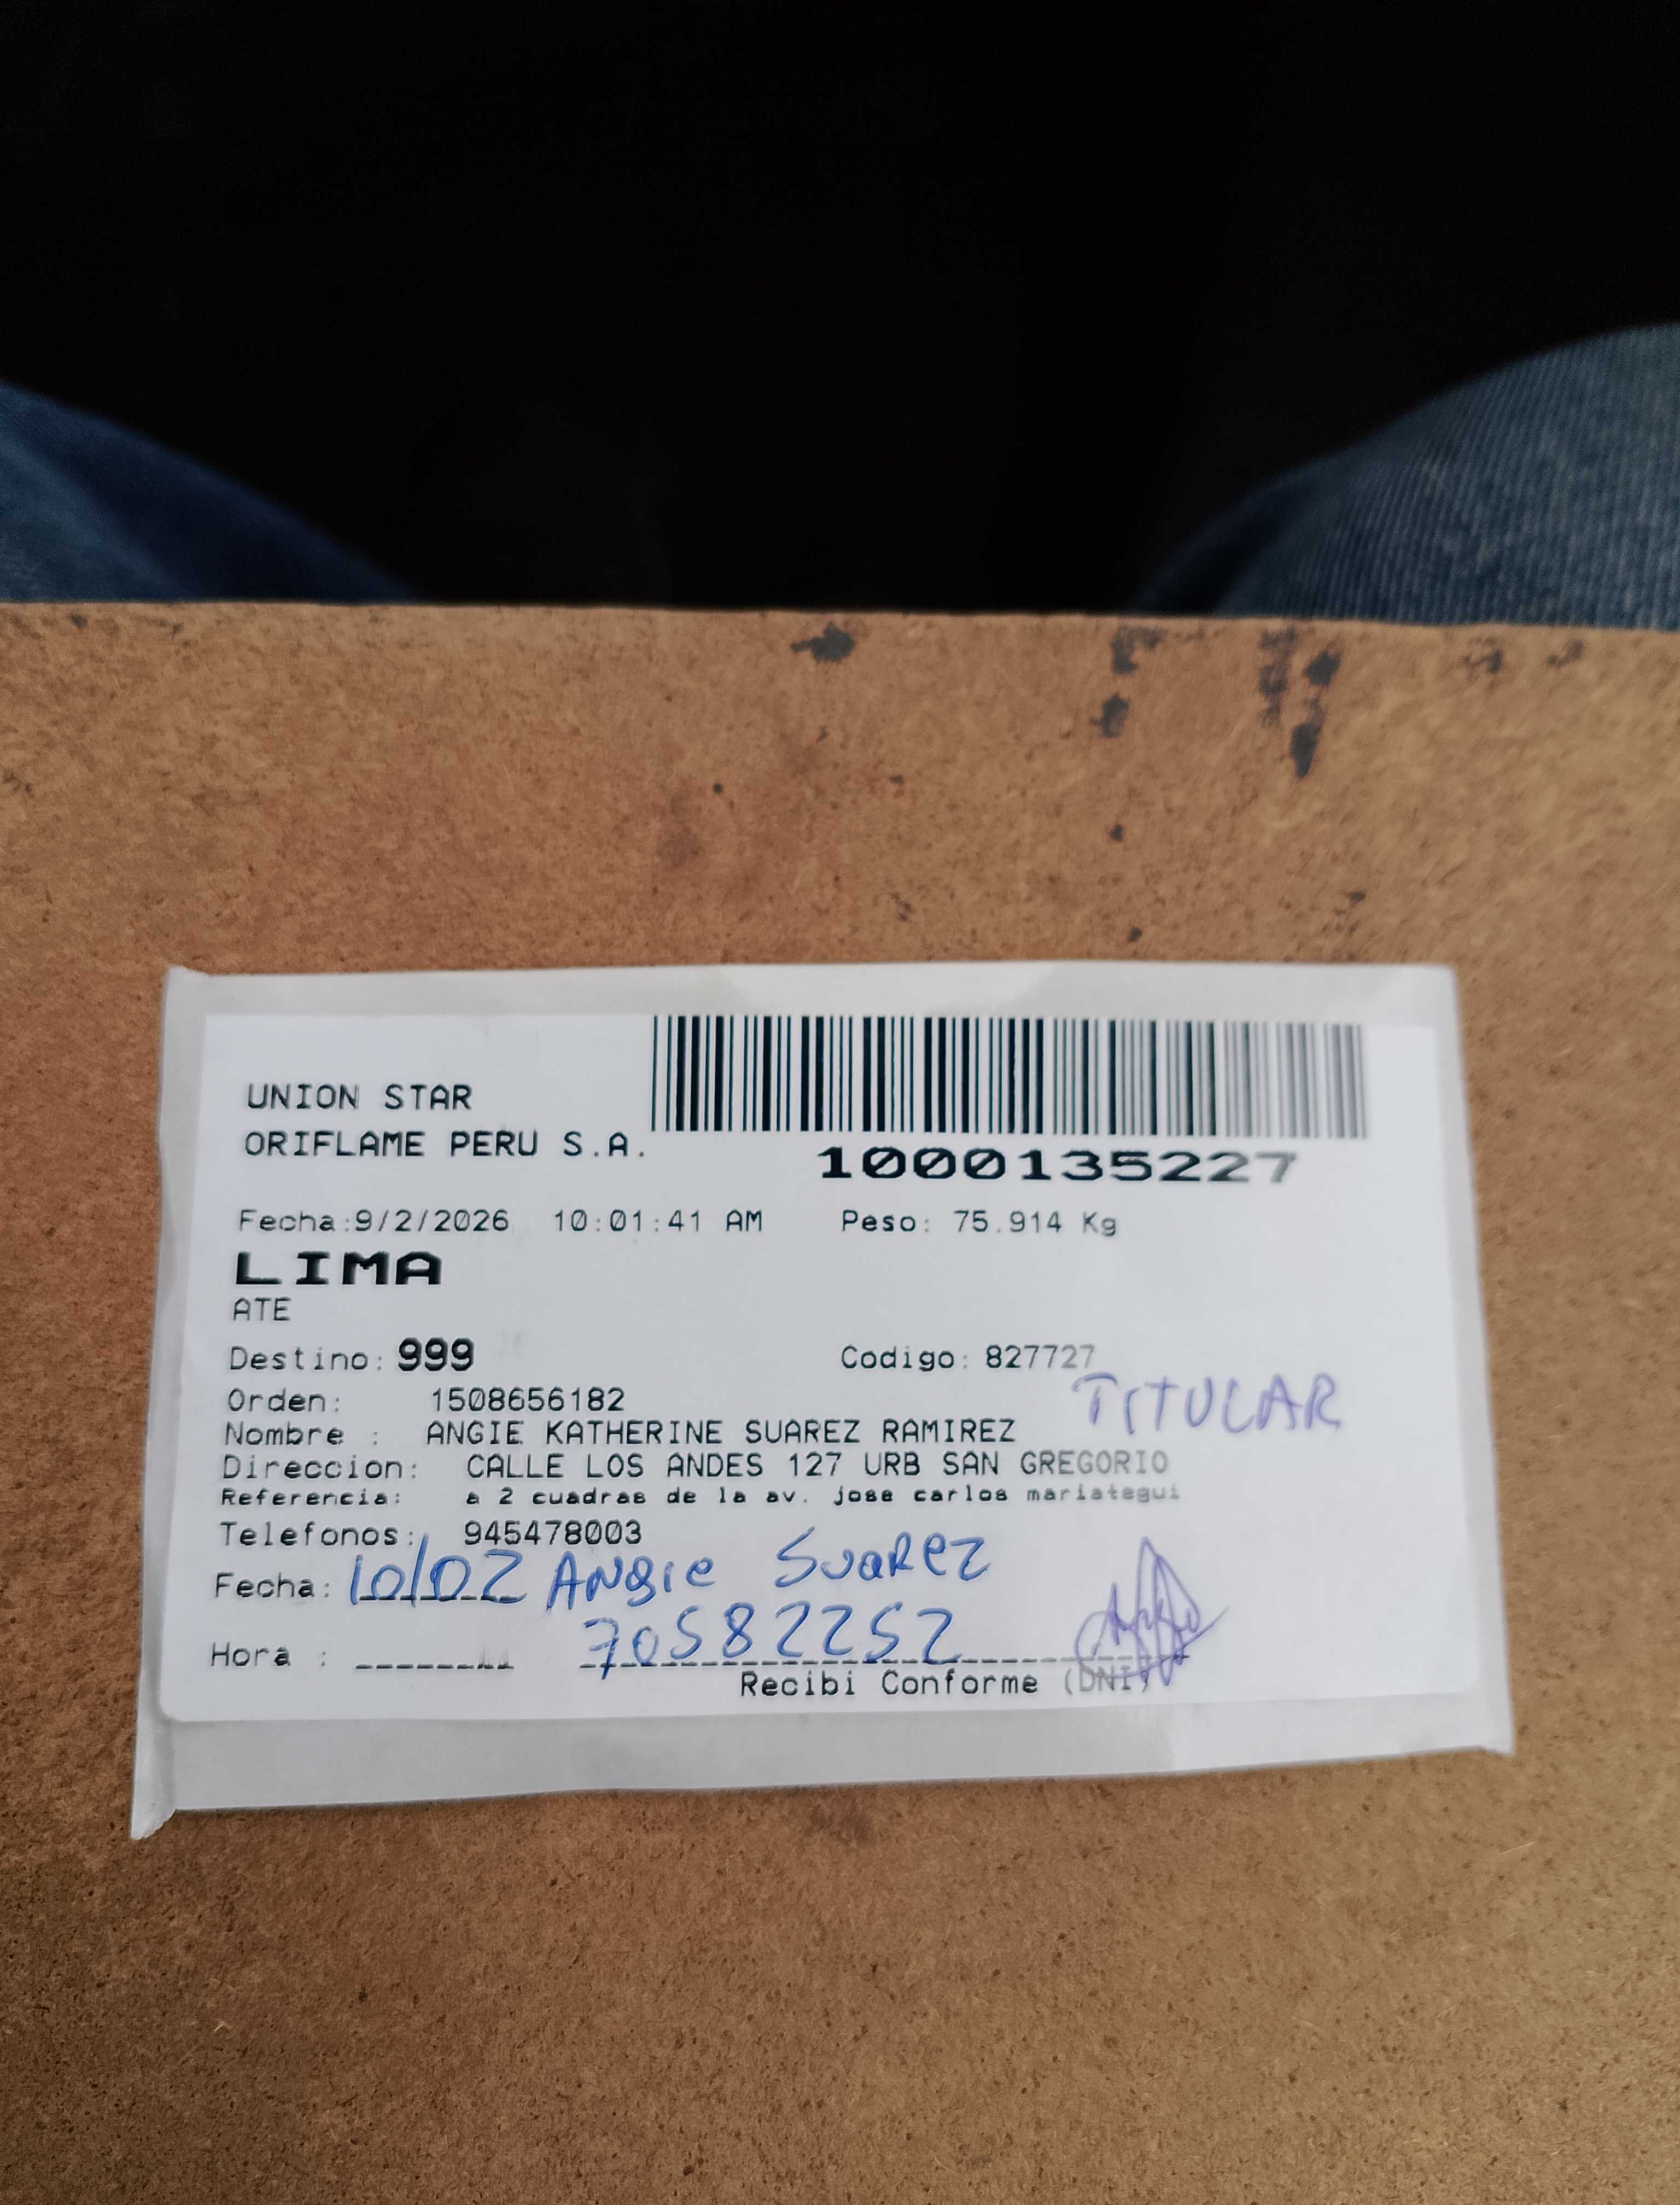 UNION STAR
ORIFLAME PERU S.A.
1000135227
Fecha:9/2/2026 10:01:41 AM Peso: 75.914 Kg
LIMA
ATE
Destino: 999 Codigo: 827727
TITULAR
Orden: 1508656182
Nombre : ANGIE KATHERINE SUAREZ RAMIREZ
Direccion: CALLE LOS ANDES 127 URB SAN GREGORIO
Referencia: a 2 cuadras de la av. jose carlos mariategui
Telefonos: 945478003
Fecha: 10/02 Angie Suarez
Hora : 70582252
Recibi Conforme (DNI)